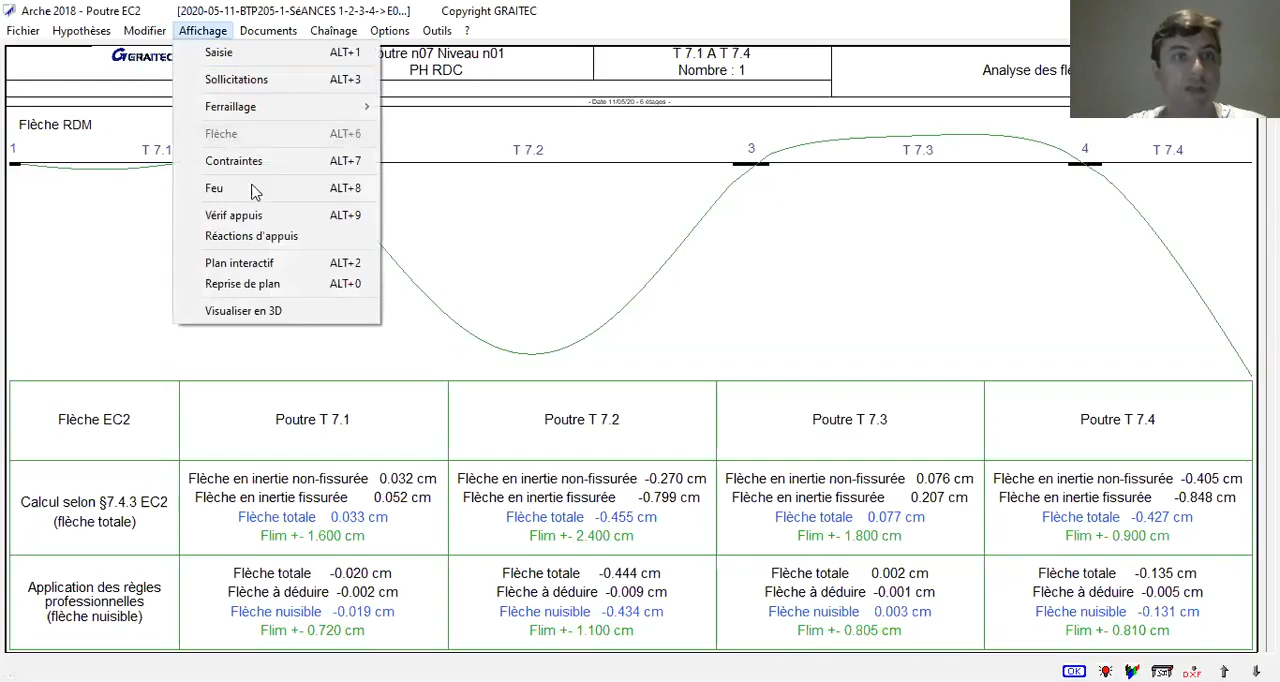 Arche 2018 - Poutre EC2 [2020-05-11-BTP205-1-SéANCES 1-2-3-4->E0...] Copyright GRAITEC
Fichier Hypothèses Modifier Affichage Documents Chaînage Options Outils ?
GRAITEC
outre n07 Niveau n01
PH RDC
T 7.1 A T 7.4
Nombre : 1
Analyse des flè
- Date 11/05/20 - 6 étages -
Saisie ALT+1
Sollicitations ALT+3
Ferraillage
Flèche ALT+6
Contraintes ALT+7
Feu ALT+8
Vérif appuis ALT+9
Réactions d'appuis
Plan interactif ALT+2
Reprise de plan ALT+0
Visualiser en 3D
Flèche RDM
1 T 7.1 T 7.2 3 T 7.3 4 T 7.4
Flèche EC2 Poutre T 7.1 Poutre T 7.2 Poutre T 7.3 Poutre T 7.4
Calcul selon §7.4.3 EC2
(flèche totale)
Flèche en inertie non-fissurée 0.032 cm
Flèche en inertie fissurée 0.052 cm
Flèche totale 0.033 cm
Flim +- 1.600 cm
Flèche en inertie non-fissurée -0.270 cm
Flèche en inertie fissurée -0.799 cm
Flèche totale -0.455 cm
Flim +- 2.400 cm
Flèche en inertie non-fissurée 0.076 cm
Flèche en inertie fissurée 0.207 cm
Flèche totale 0.077 cm
Flim +- 1.800 cm
Flèche en inertie non-fissurée -0.405 cm
Flèche en inertie fissurée -0.848 cm
Flèche totale -0.427 cm
Flim +- 0.900 cm
Application des règles
professionnelles
(flèche nuisible)
Flèche totale -0.020 cm
Flèche à déduire -0.002 cm
Flèche nuisible -0.019 cm
Flim +- 0.720 cm
Flèche totale -0.444 cm
Flèche à déduire -0.009 cm
Flèche nuisible -0.434 cm
Flim +- 1.100 cm
Flèche totale 0.002 cm
Flèche à déduire -0.001 cm
Flèche nuisible 0.003 cm
Flim +- 0.805 cm
Flèche totale -0.135 cm
Flèche à déduire -0.005 cm
Flèche nuisible -0.131 cm
Flim +- 0.810 cm
OK DXF